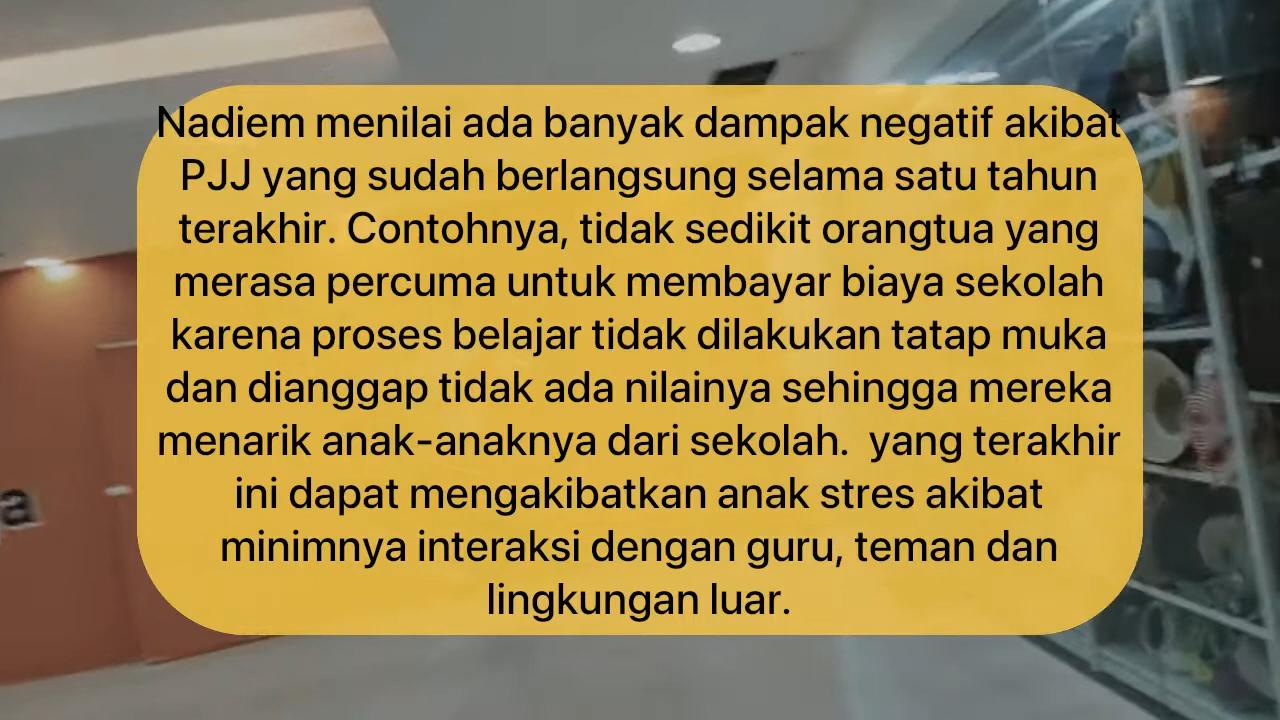 Nadiem menilai ada banyak dampak negatif akibat
PJJ yang sudah berlangsung selama satu tahun
terakhir. Contohnya, tidak sedikit orangtua yang
merasa percuma untuk membayar biaya sekolah
karena proses belajar tidak dilakukan tatap muka
dan dianggap tidak ada nilainya sehingga mereka
menarik anak-anaknya dari sekolah.  yang terakhir
ini dapat mengakibatkan anak stres akibat
minimnya interaksi dengan guru, teman dan
lingkungan luar.
a